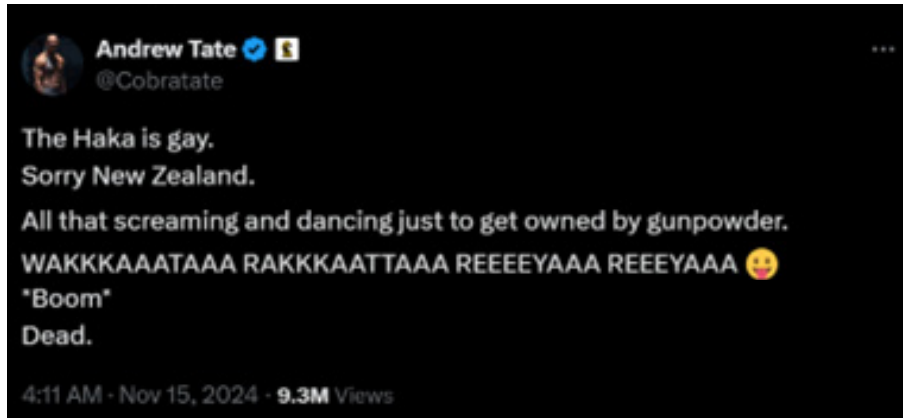 Andrew Tate
@Cobratate
The Haka is gay.
Sorry New Zealand.
All that screaming and dancing just to get owned by gunpowder.
WAKKKAAATAAA RAKKKAATTAAA REEEEYAAA REEEYAAA 😛
*Boom*
Dead.
4:11 AM · Nov 15, 2024 · 9.3M Views